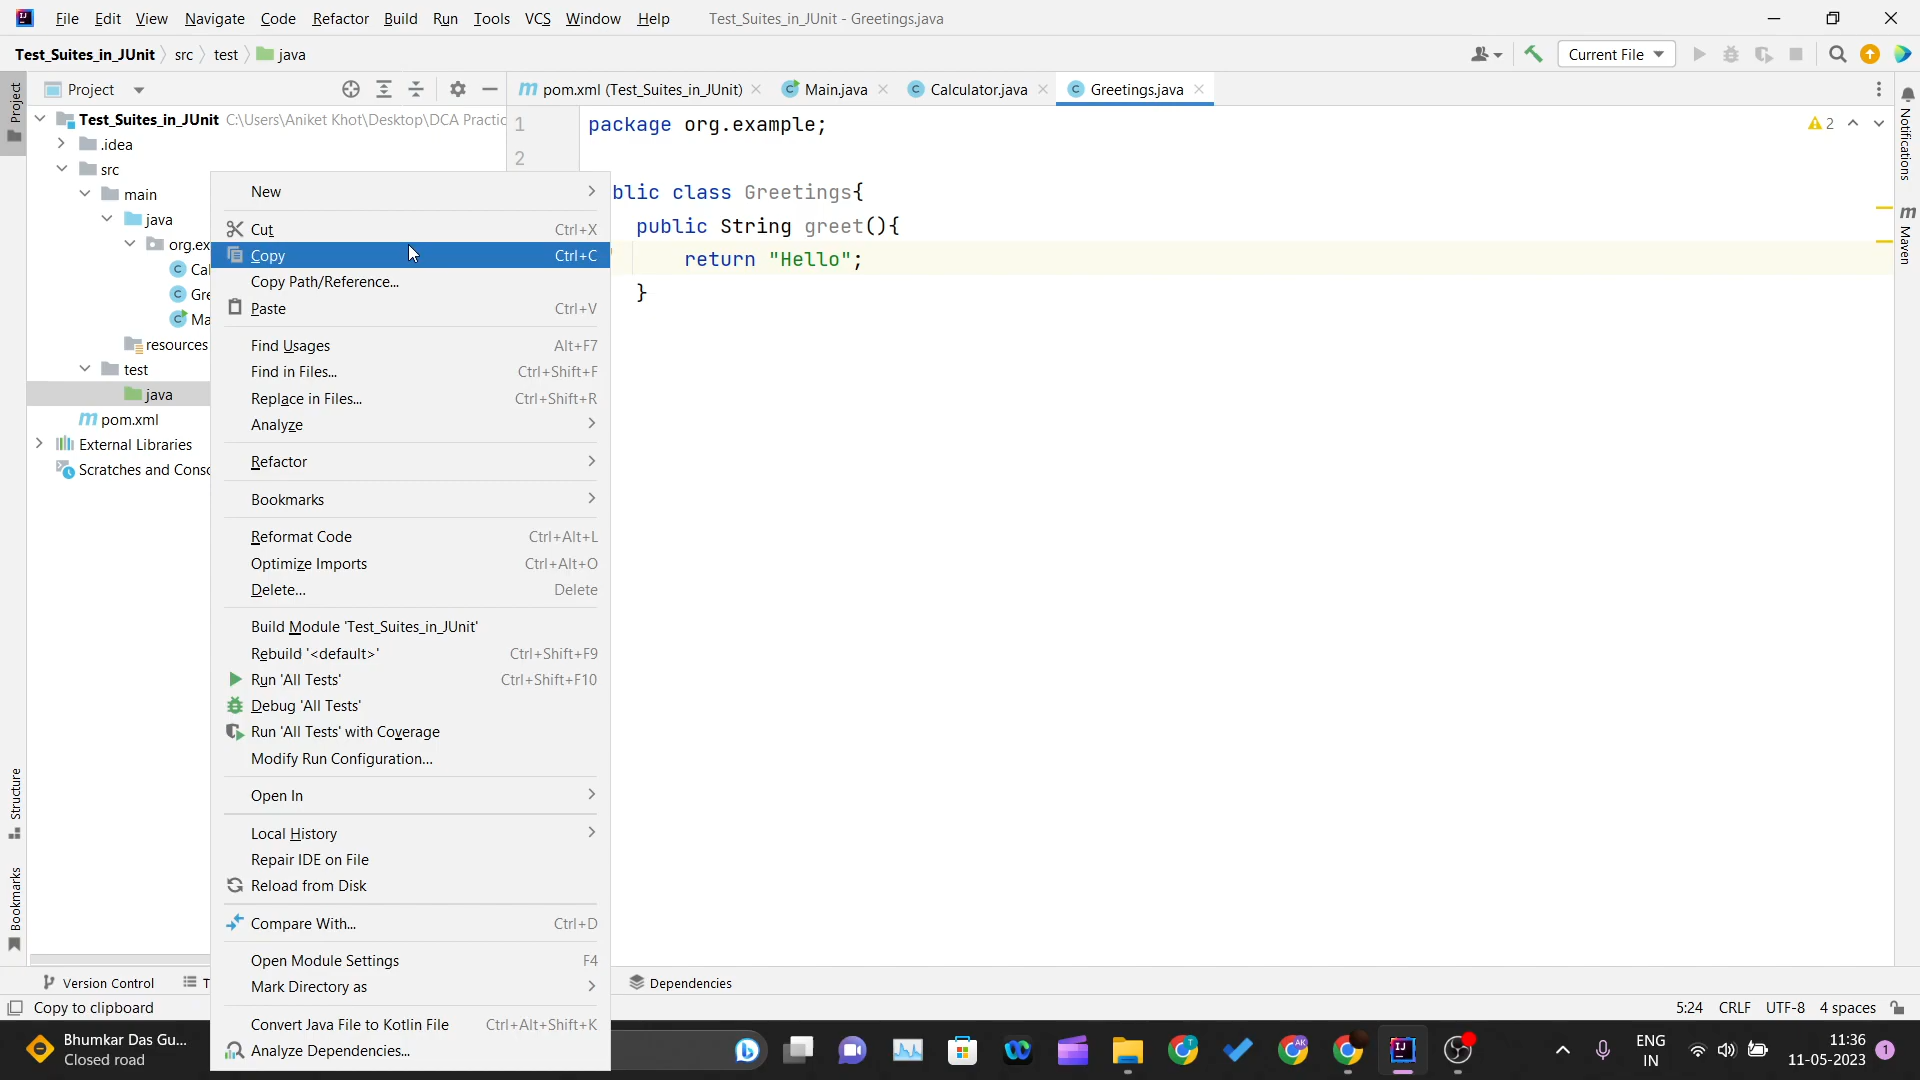 File Edit View Navigate Code Refactor Build Run Tools VCS Window Help Test_Suites_in_JUnit - Greetings.java
Test_Suites_in_JUnit src test java
Current File
Project
pom.xml (Test_Suites_in_JUnit) Main.java Calculator.java Greetings.java
Project
Test_Suites_in_JUnit C:\Users\Aniket Khot\Desktop\DCA Practic
.idea
src
main
java
org.ex
Cal
Gre
Ma
resources
test
java
pom.xml
External Libraries
Scratches and Conso
New
Cut Ctrl+X
Copy Ctrl+C
Copy Path/Reference...
Paste Ctrl+V
Find Usages Alt+F7
Find in Files... Ctrl+Shift+F
Replace in Files... Ctrl+Shift+R
Analyze
Refactor
Bookmarks
Reformat Code Ctrl+Alt+L
Optimize Imports Ctrl+Alt+O
Delete... Delete
Build Module 'Test_Suites_in_JUnit'
Rebuild '<default>' Ctrl+Shift+F9
Run 'All Tests' Ctrl+Shift+F10
Debug 'All Tests'
Run 'All Tests' with Coverage
Modify Run Configuration...
Open In
Local History
Repair IDE on File
Reload from Disk
Compare With... Ctrl+D
Open Module Settings F4
Mark Directory as
Convert Java File to Kotlin File Ctrl+Alt+Shift+K
Analyze Dependencies...
1 package org.example;
2
blic class Greetings{
public String greet(){
return "Hello";
}
2
Notifications
Maven
Structure
Bookmarks
Version Control T Dependencies
Copy to clipboard 5:24 CRLF UTF-8 4 spaces
Bhumkar Das Gu...
Closed road
ENG
IN
11:36
11-05-2023
1